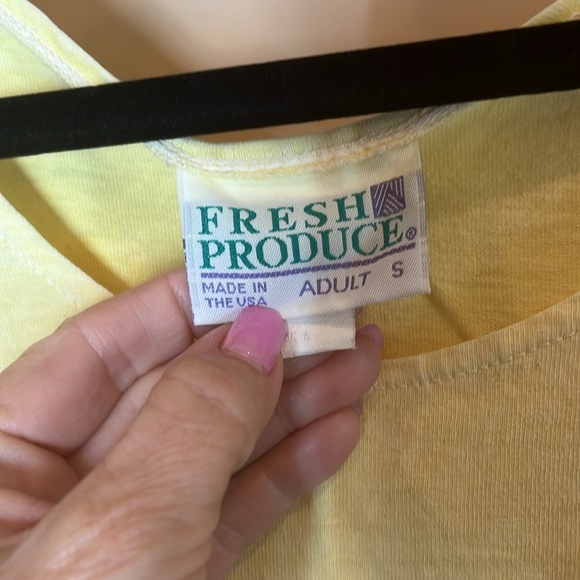 FRESH
PRODUCE®
MADE IN
THE USA
ADULT S